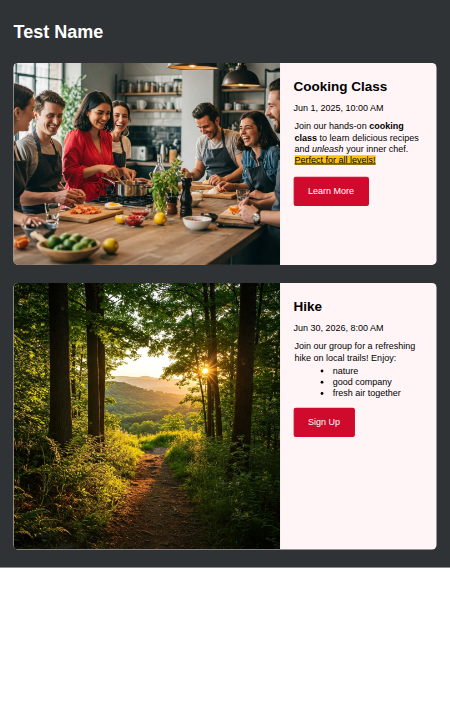 Test Name
Cooking Class
Jun 1, 2025, 10:00 AM
Join our hands-on cooking
class to learn delicious recipes
and unleash your inner chef.
Perfect for all levels!
Learn More
Hike
Jun 30, 2026, 8:00 AM
Join our group for a refreshing
hike on local trails! Enjoy:
• nature
• good company
• fresh air together
Sign Up